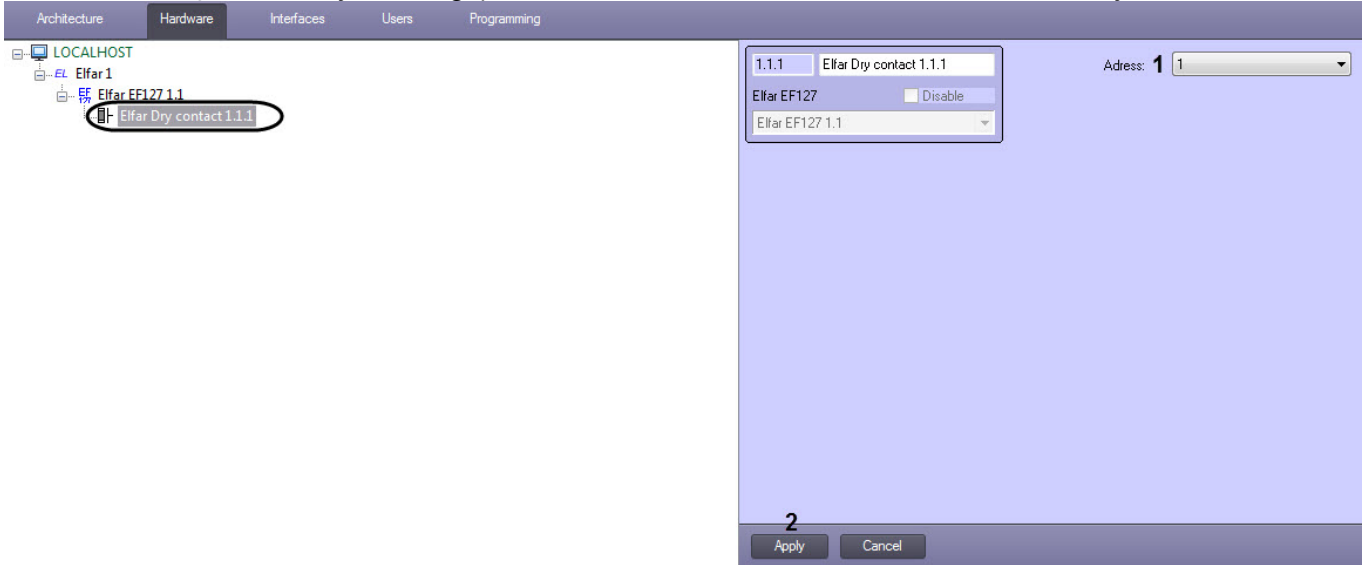 Architecture Hardware Interfaces Users Programming
LOCALHOST
EL Elfar 1
Elfar EF127 1.1
Elfar Dry contact 1.1.1
1.1.1 Elfar Dry contact 1.1.1
Elfar EF127 Disable
Elfar EF127 1.1
Adress: 1 1
2
Apply Cancel